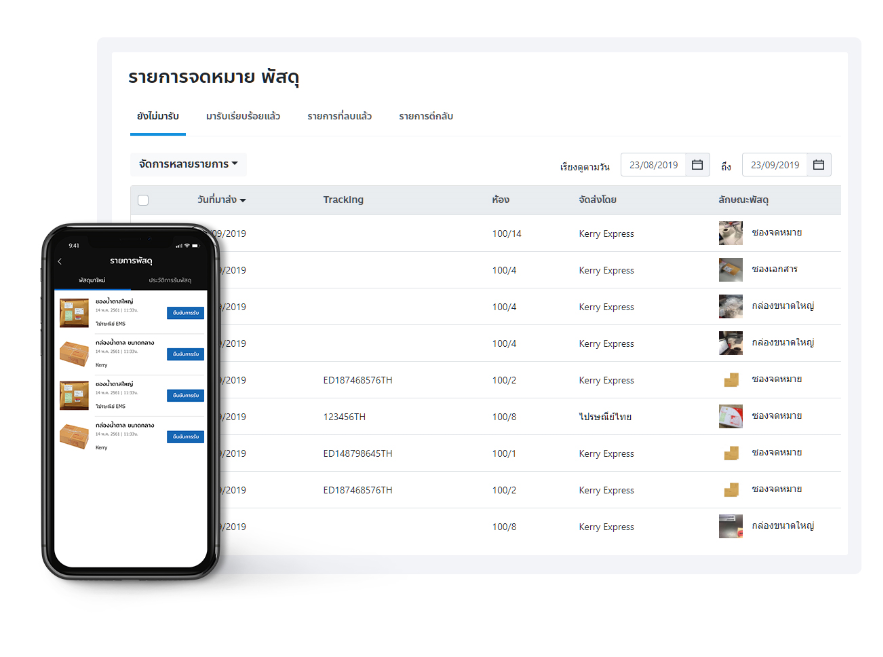 รายการจดหมาย พัสดุ
ยังไม่มารับ มารับเรียบร้อยแล้ว รายการที่ลบแล้ว รายการตีกลับ
จัดการหลายรายการ เรียงดูตามวัน 23/08/2019 ถึง 23/09/2019
วันที่มาส่ง Tracking ห้อง จัดส่งโดย ลักษณะพัสดุ
09/2019 100/14 Kerry Express ซองจดหมาย
/2019 100/4 Kerry Express ซองเอกสาร
/2019 100/4 Kerry Express กล่องขนาดใหญ่
/2019 100/4 Kerry Express กล่องขนาดใหญ่
/2019 ED187468576TH 100/2 Kerry Express ซองจดหมาย
/2019 123456TH 100/8 ไปรษณีย์ไทย ซองจดหมาย
/2019 ED148798645TH 100/1 Kerry Express ซองจดหมาย
/2019 ED187468576TH 100/2 Kerry Express ซองจดหมาย
/2019 100/8 Kerry Express กล่องขนาดใหญ่
9:41
รายการพัสดุ
พัสดุมาใหม่ ประวัติการรับพัสดุ
ซองน้ำตาลใหญ่
14 ก.ค. 2561 | 11:33น. ยืนยันการรับ
ไปรษณีย์ EMS
กล่องน้ำตาล ขนาดกลาง
14 ก.ค. 2561 | 11:33น. ยืนยันการรับ
Kerry
ซองน้ำตาลใหญ่
14 ก.ค. 2561 | 11:33น. ยืนยันการรับ
ไปรษณีย์ EMS
กล่องน้ำตาล ขนาดกลาง
14 ก.ค. 2561 | 11:33น. ยืนยันการรับ
Kerry